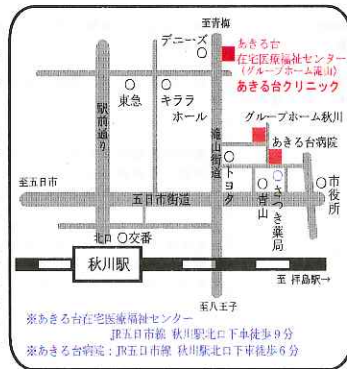 至青梅
デニーズ
あきる台
在宅医療福祉センター
(グループホーム滝山)
あきる台クリニック
東急
キララ
ホール
駅前通り
滝山街道
グループホーム秋川
あきる台病院
トヨタ
青山
さつき薬局
市役所
至五日市
五日市街道
北口
交番
秋川駅
至 拝島駅→
至八王子
※あきる台在宅医療福祉センター
JR五日市線 秋川駅北口下車徒歩9分
※あきる台病院:JR五日市線 秋川駅北口下車徒歩6分